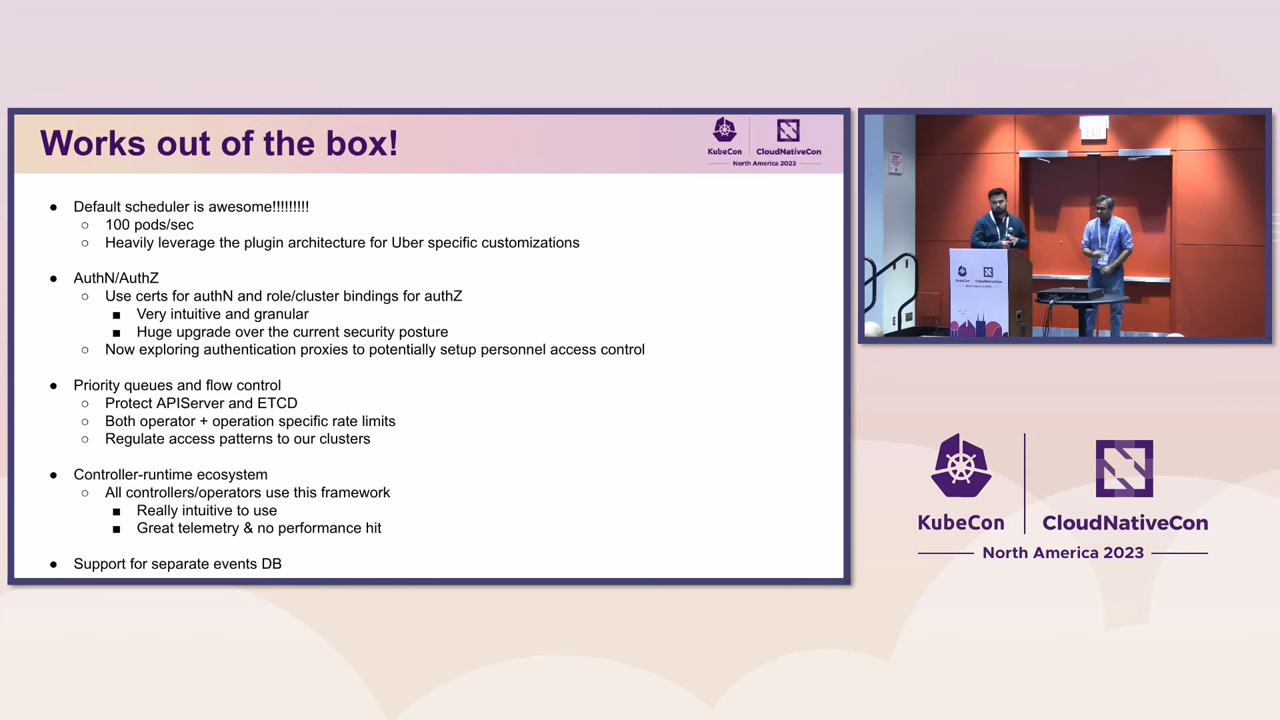 Works out of the box!
KubeCon
CloudNativeCon
North America 2023
● Default scheduler is awesome!!!!!!!!!
○ 100 pods/sec
○ Heavily leverage the plugin architecture for Uber specific customizations
● AuthN/AuthZ
○ Use certs for authN and role/cluster bindings for authZ
■ Very intuitive and granular
■ Huge upgrade over the current security posture
○ Now exploring authentication proxies to potentially setup personnel access control
● Priority queues and flow control
○ Protect APIServer and ETCD
○ Both operator + operation specific rate limits
○ Regulate access patterns to our clusters
● Controller-runtime ecosystem
○ All controllers/operators use this framework
■ Really intuitive to use
■ Great telemetry & no performance hit
● Support for separate events DB
KubeCon
CloudNativeCon
North America 2023